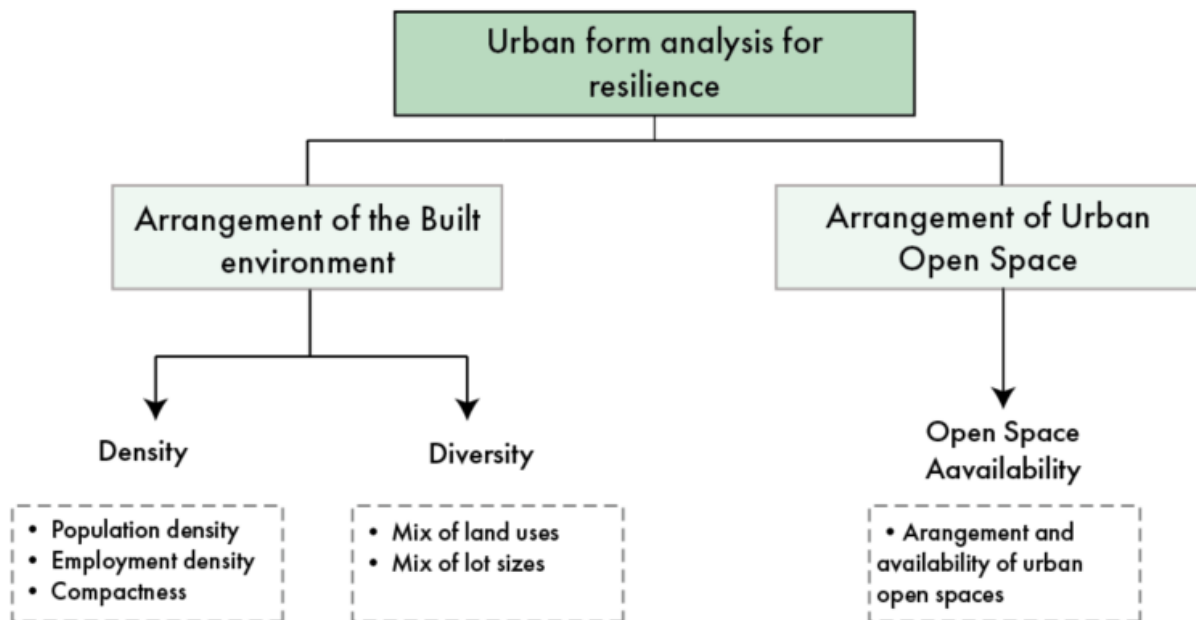 Urban form analysis for
resilience
Arrangement of the Built
environment
Arrangement of Urban
Open Space
Density
Diversity
Open Space
Aavailability
• Population density
• Employment density
• Compactness
• Mix of land uses
• Mix of lot sizes
• Arangement and
availability of urban
open spaces